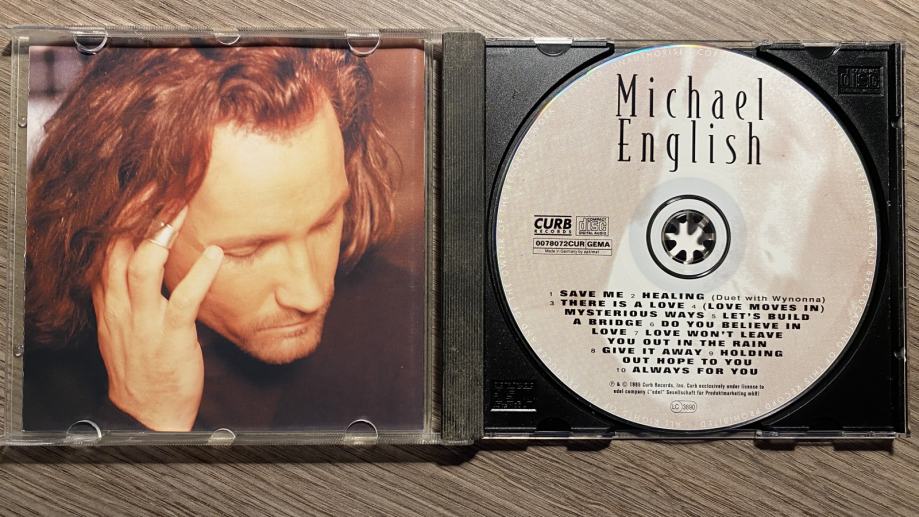 Michael
English
CURB
RECORDS
COMPACT
disc
DIGITAL AUDIO
0078072CUR GEMA
Made in Germany by optimal
1 SAVE ME 2 HEALING (Duet with Wynonna)
3 THERE IS A LOVE 4 (LOVE MOVES IN)
MYSTERIOUS WAYS 5 LET'S BUILD
A BRIDGE 6 DO YOU BELIEVE IN
LOVE 7 LOVE WON'T LEAVE
YOU OUT IN THE RAIN
8 GIVE IT AWAY 9 HOLDING
OUT HOPE TO YOU
10 ALWAYS FOR YOU
℗ & © 1995 Curb Records, Inc. Curb exclusively under license to
edel company ("edel" Gesellschaft für Produktmarketing mbH)
LC 3890
COMPACT
disc